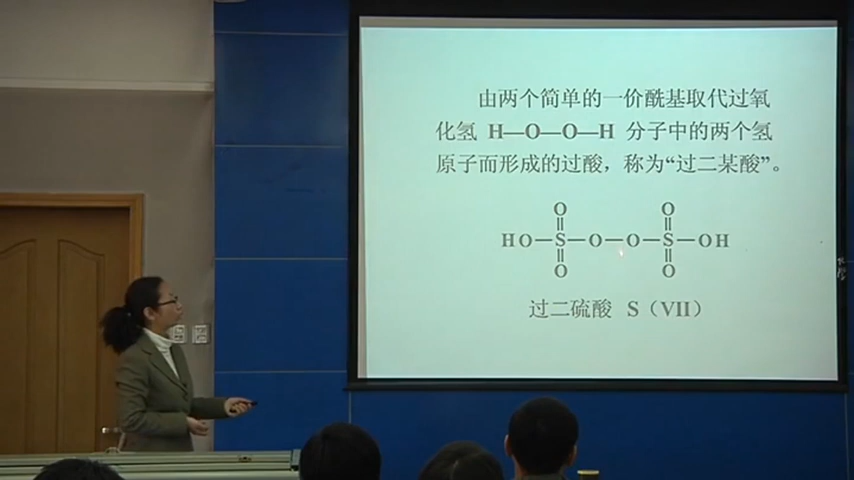 由两个简单的一价酰基取代过氧
化氢 H—O—O—H 分子中的两个氢
原子而形成的过酸，称为“过二某酸”。
O O
HO—S—O—O—S—OH
O O
过二硫酸 S（VII）